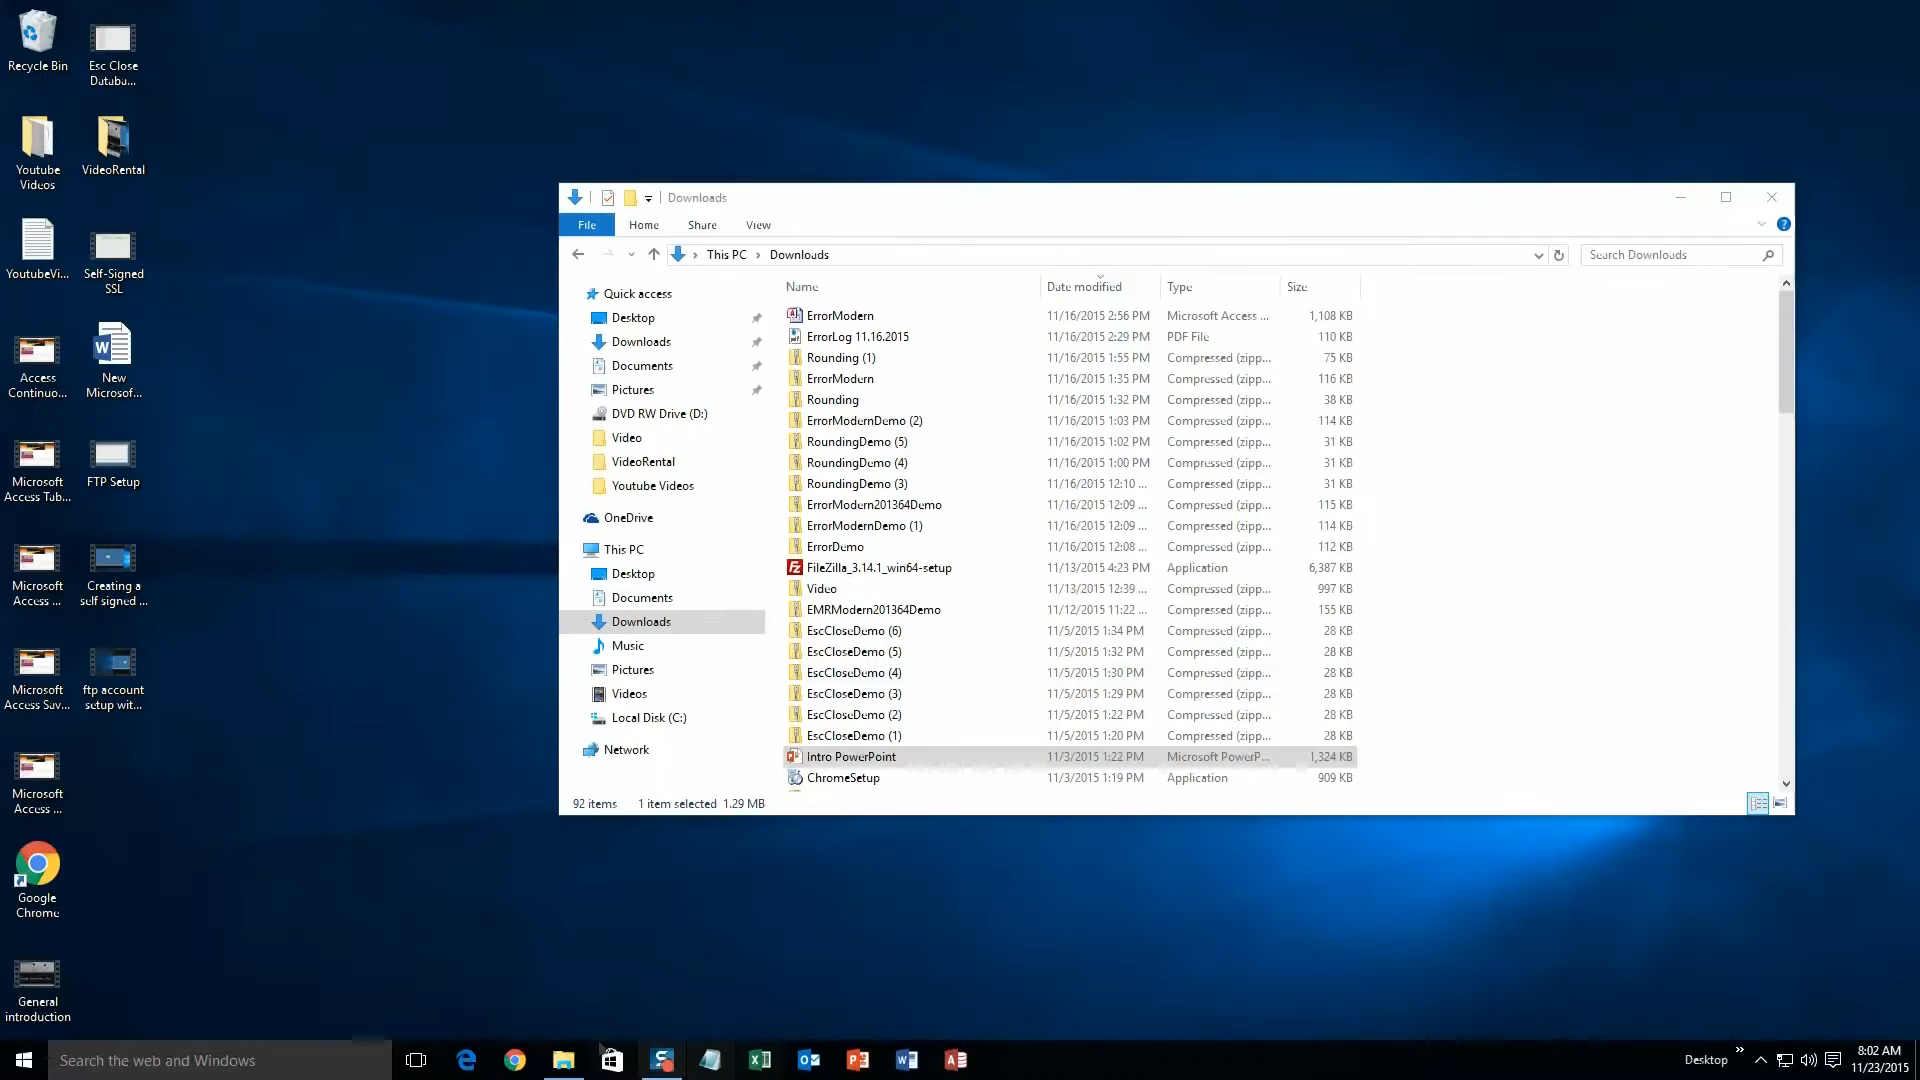 Recycle Bin
Esc Close
Databa...
Youtube
Videos
VideoRental
YoutubeVi...
Self-Signed
SSL
Access
Continuo...
New
Microsof...
Microsoft
Access Tab...
FTP Setup
Microsoft
Access ...
Creating a
self signed ...
Microsoft
Access Sav...
ftp account
setup wit...
Microsoft
Access ...
Google
Chrome
General
introduction
Downloads
File Home Share View
This PC Downloads
Search Downloads
Quick access
Desktop
Downloads
Documents
Pictures
DVD RW Drive (D:)
Video
VideoRental
Youtube Videos
OneDrive
This PC
Desktop
Documents
Downloads
Music
Pictures
Videos
Local Disk (C:)
Network
Name Date modified Type Size
ErrorModern 11/16/2015 2:56 PM Microsoft Access ... 1,108 KB
ErrorLog 11.16.2015 11/16/2015 2:29 PM PDF File 110 KB
Rounding (1) 11/16/2015 1:55 PM Compressed (zipp... 75 KB
ErrorModern 11/16/2015 1:35 PM Compressed (zipp... 116 KB
Rounding 11/16/2015 1:32 PM Compressed (zipp... 38 KB
ErrorModernDemo (2) 11/16/2015 1:03 PM Compressed (zipp... 114 KB
RoundingDemo (5) 11/16/2015 1:02 PM Compressed (zipp... 31 KB
RoundingDemo (4) 11/16/2015 1:00 PM Compressed (zipp... 31 KB
RoundingDemo (3) 11/16/2015 12:10 ... Compressed (zipp... 31 KB
ErrorModern201364Demo 11/16/2015 12:09 ... Compressed (zipp... 115 KB
ErrorModernDemo (1) 11/16/2015 12:09 ... Compressed (zipp... 114 KB
ErrorDemo 11/16/2015 12:08 ... Compressed (zipp... 112 KB
FileZilla_3.14.1_win64-setup 11/13/2015 4:23 PM Application 6,387 KB
Video 11/13/2015 12:39 ... Compressed (zipp... 997 KB
EMRModern201364Demo 11/12/2015 11:22 ... Compressed (zipp... 155 KB
EscCloseDemo (6) 11/5/2015 1:34 PM Compressed (zipp... 28 KB
EscCloseDemo (5) 11/5/2015 1:32 PM Compressed (zipp... 28 KB
EscCloseDemo (4) 11/5/2015 1:30 PM Compressed (zipp... 28 KB
EscCloseDemo (3) 11/5/2015 1:29 PM Compressed (zipp... 28 KB
EscCloseDemo (2) 11/5/2015 1:22 PM Compressed (zipp... 28 KB
EscCloseDemo (1) 11/5/2015 1:20 PM Compressed (zipp... 28 KB
Intro PowerPoint 11/3/2015 1:22 PM Microsoft PowerP... 1,324 KB
ChromeSetup 11/3/2015 1:19 PM Application 909 KB
92 items 1 item selected 1.29 MB
Search the web and Windows
Desktop
8:02 AM
11/23/2015